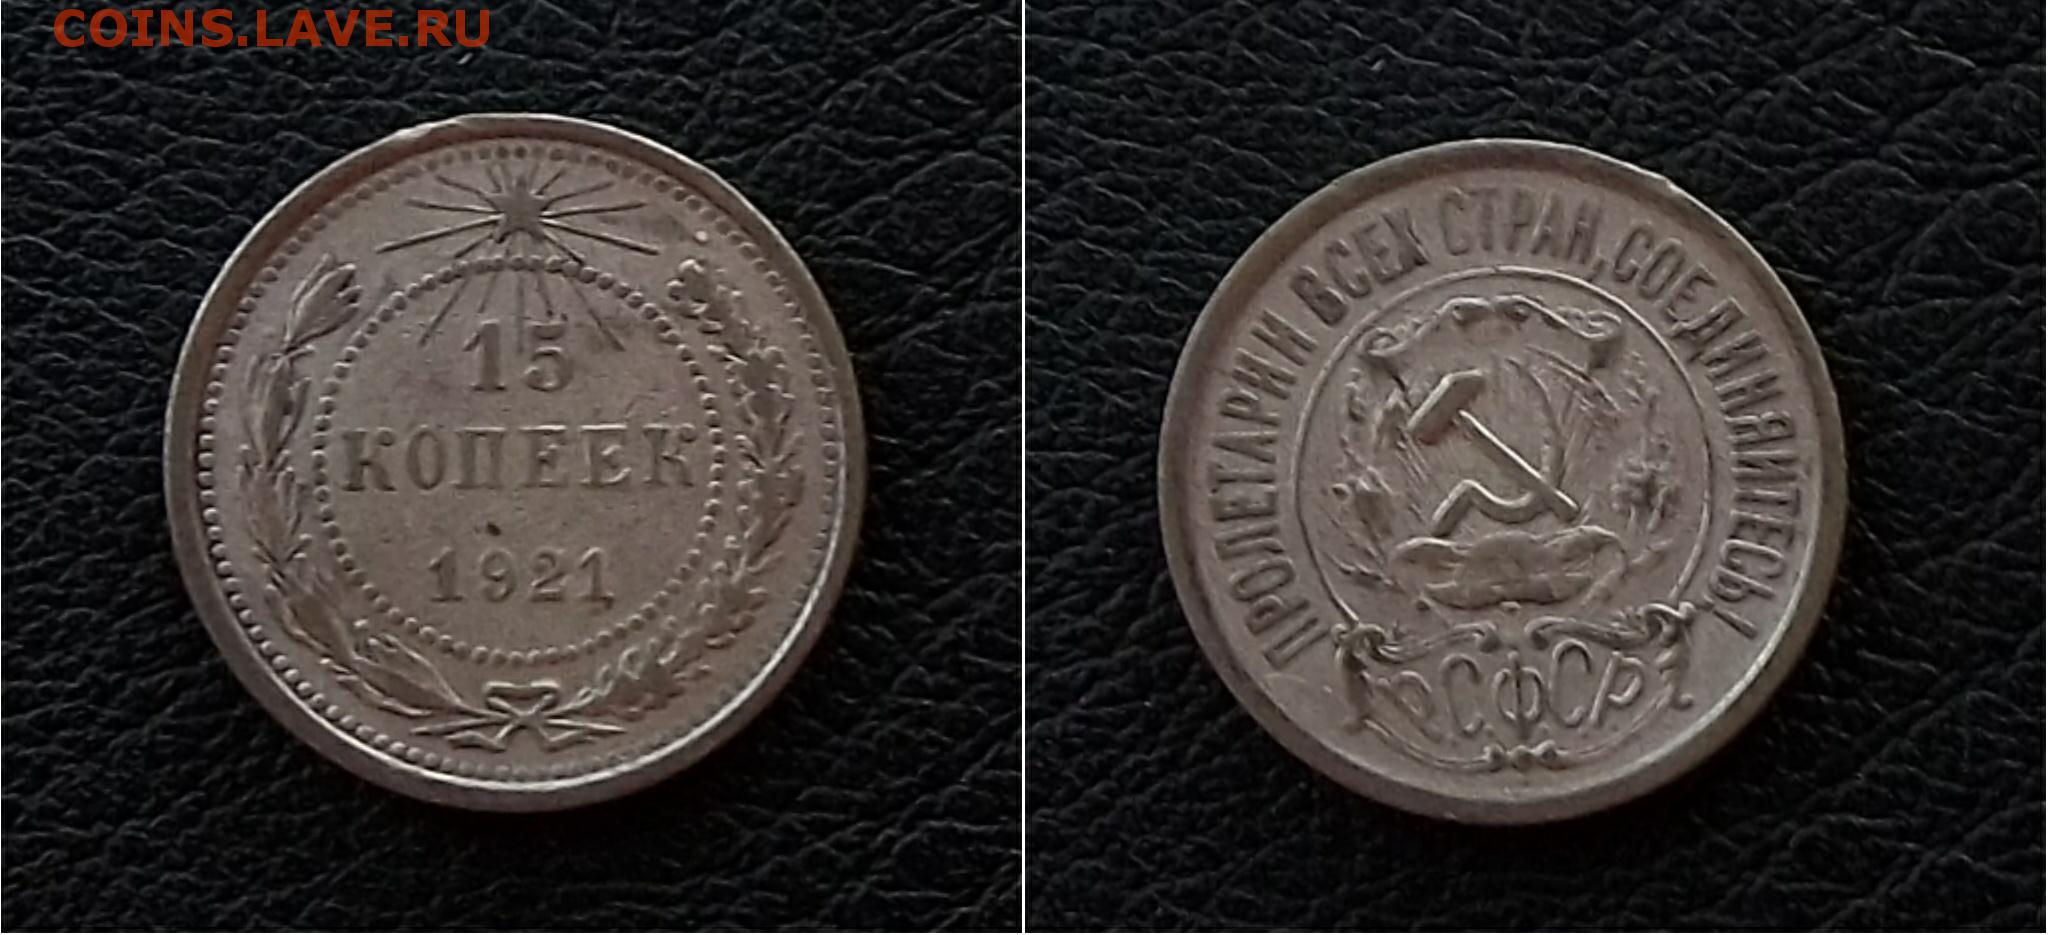 COINS.LAVE.RU
15
КОПЕЕК
1921
ПРОЛЕТАРИИ ВСЕХ СТРАН, СОЕДИНЯЙТЕСЬ!
РСФСР